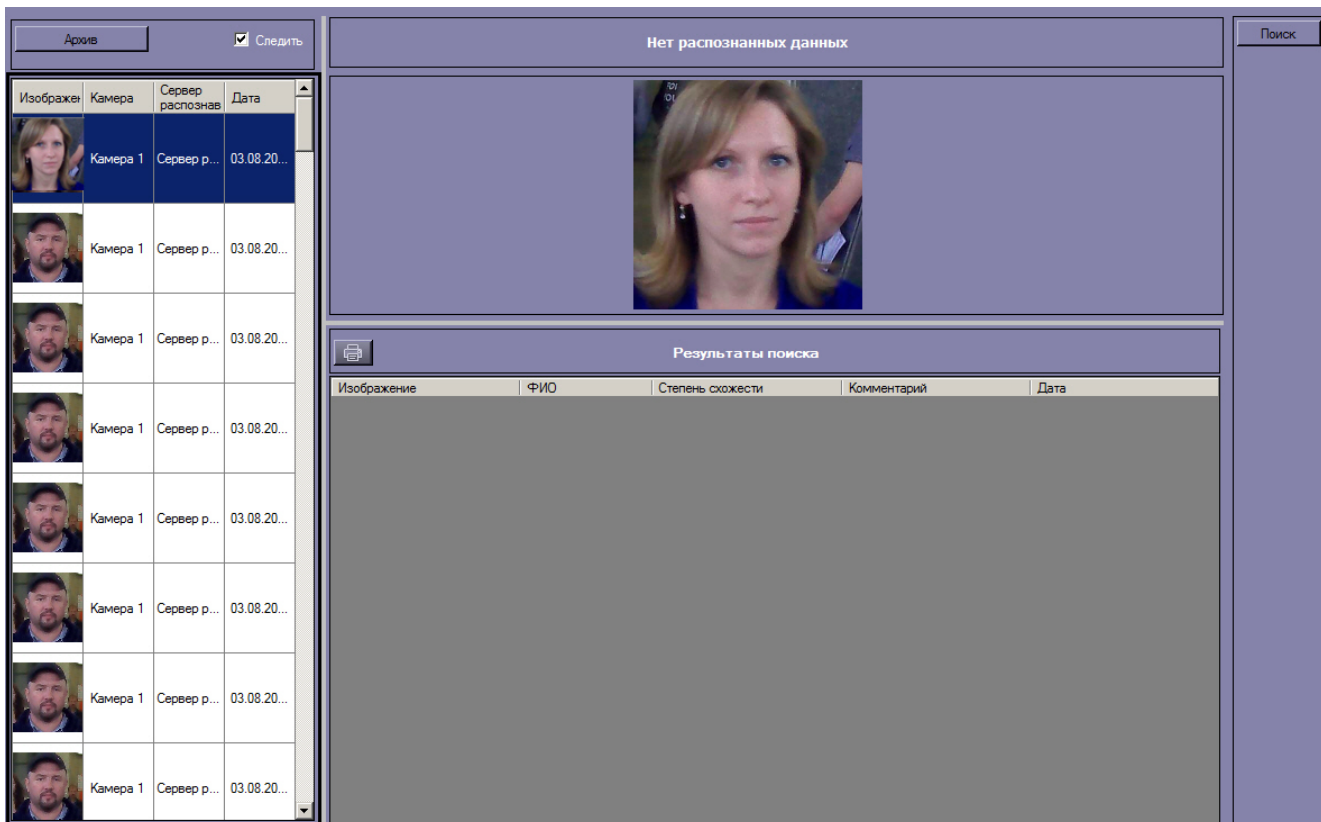 Архив
Следить
Нет распознанных данных
Поиск
Изображен Камера Сервер распознав Дата
Камера 1 Сервер р... 03.08.20...
Камера 1 Сервер р... 03.08.20...
Камера 1 Сервер р... 03.08.20...
Камера 1 Сервер р... 03.08.20...
Камера 1 Сервер р... 03.08.20...
Камера 1 Сервер р... 03.08.20...
Камера 1 Сервер р... 03.08.20...
Камера 1 Сервер р... 03.08.20...
Результаты поиска
Изображение ФИО Степень схожести Комментарий Дата